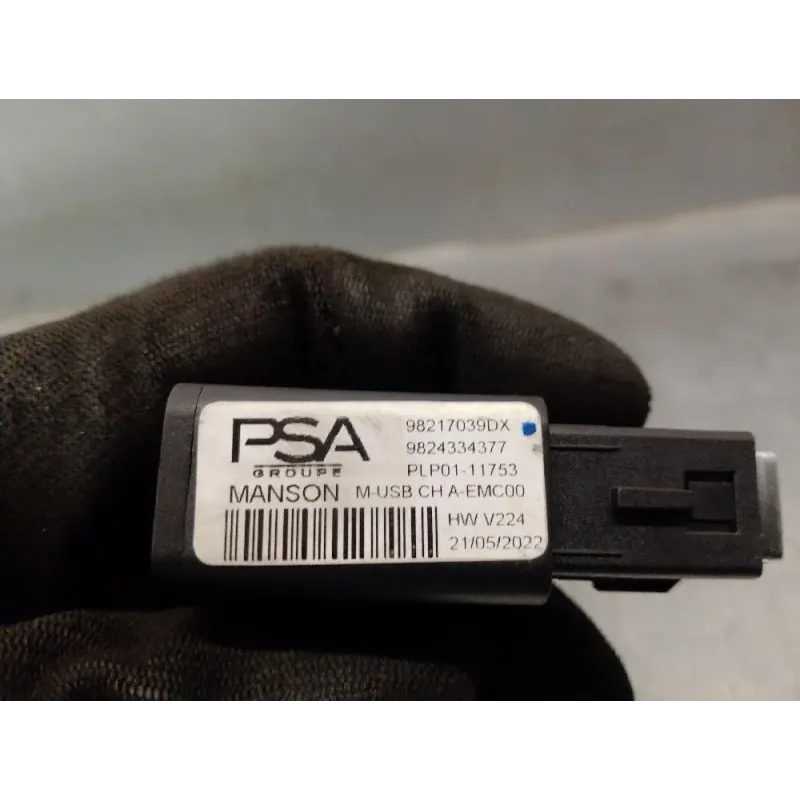 PSA
GROUPE
98217039DX
9824334377
PLP01-11753
MANSON M-USB CH A-EMC00
HW V224
21/05/2022